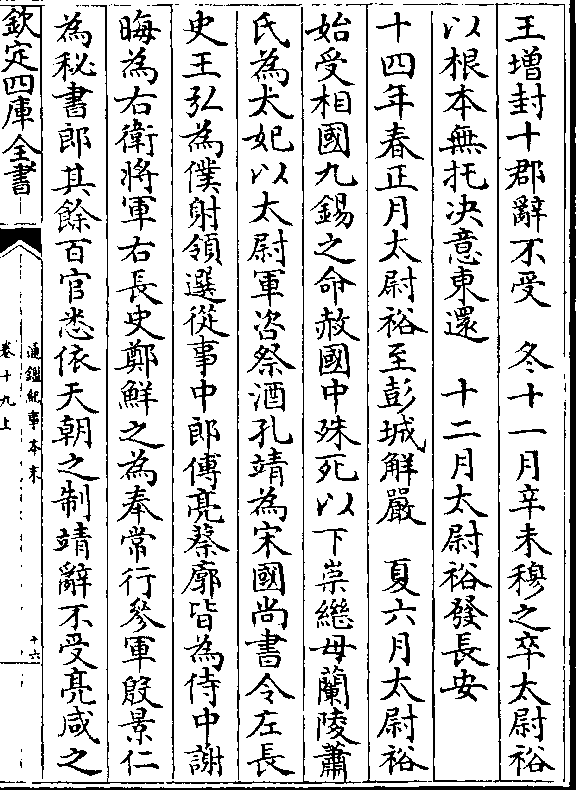 王增封十郡辭不受　冬十一月辛未穆之卒太尉裕
以根本無托決意東還　十二月太尉裕發長安
十四年春正月太尉裕至彭城解嚴　夏六月太尉裕
始受相國九錫之命赦國中殊死以下崇繼母蘭陵蕭
氏為太妃以太尉軍咨祭酒孔靖為宋國尚書令左長
史王弘為僕射領選從事中郎傅亮蔡廓皆為侍中謝
晦為右衛將軍右長史鄭鮮之為奉常行參軍殷景仁
為秘書郎其餘百官悉依天朝之制靖辭不受亮咸之
欽定四庫全書
通鑑紀事本末
卷十九上
十六